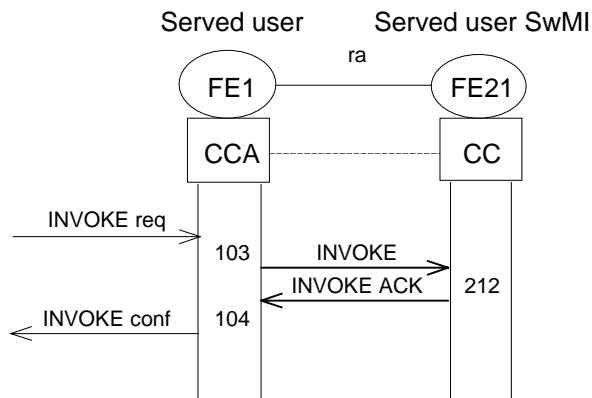 Served user
Served user SwMI
ra
FE1
FE21
CCA
CC
INVOKE req
103
INVOKE
INVOKE ACK
212
INVOKE conf
104